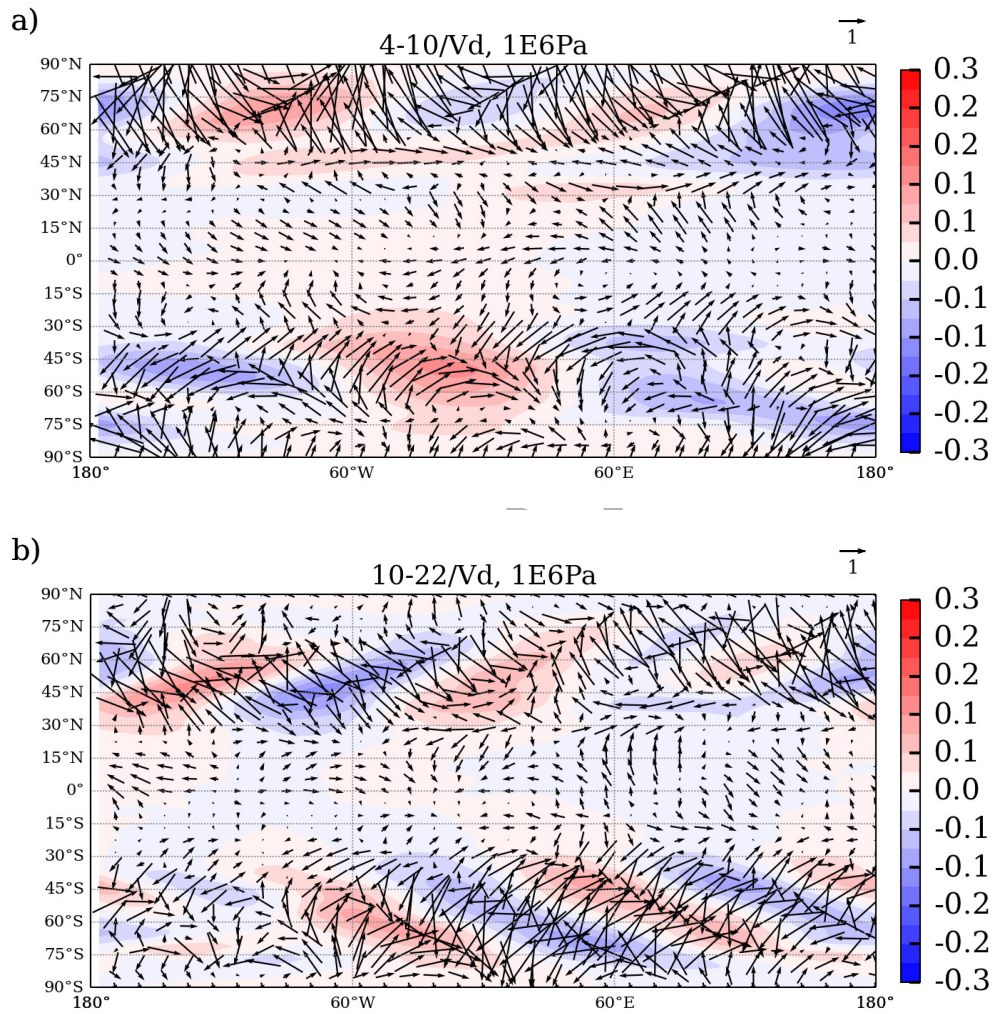 a)
4-10/Vd, 1E6Pa
1
90°N
75°N
60°N
45°N
30°N
15°N
0°
15°S
30°S
45°S
60°S
75°S
90°S
180°
60°W
60°E
180°
0.3
0.2
0.2
0.1
0.1
0.0
-0.1
-0.1
-0.2
-0.2
-0.3
b)
10-22/Vd, 1E6Pa
1
90°N
75°N
60°N
45°N
30°N
15°N
0°
15°S
30°S
45°S
60°S
75°S
90°S
180°
60°W
60°E
180°
0.3
0.2
0.2
0.1
0.1
0.0
-0.1
-0.1
-0.2
-0.2
-0.3